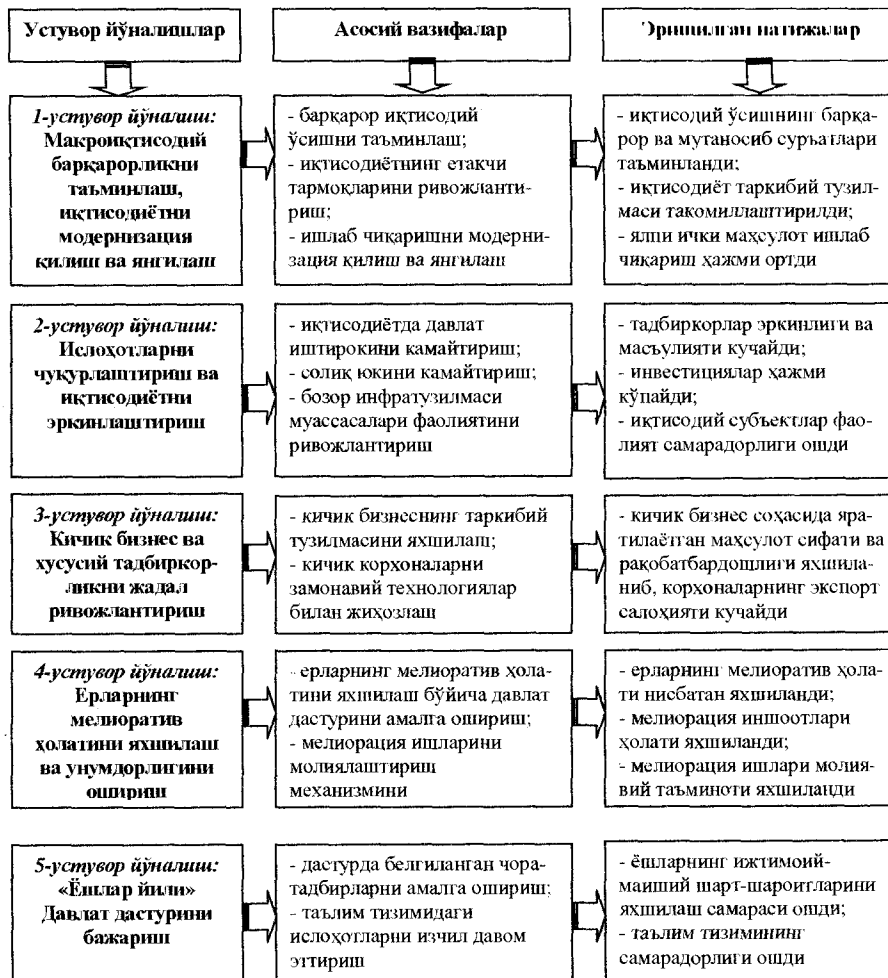 Устувор йўналишлар
Асосий вазифалар
Эришилган натижалар
1-устувор йўналиш:
Макроиқтисодий
барқарорликни
таъминлаш,
иқтисодиётни
модернизация
қилиш ва янгилаш
- барқарор иқтисодий
ўсишни таъминлаш;
- иқтисодиётнинг етакчи
тармоқларини ривожланти-
риш;
- ишлаб чиқаришни модерни-
зация қилиш ва янгилаш
- иқтисодий ўсишнинг барқа-
рор ва мутаносиб суръатлари
таъминланди;
- иқтисодиёт таркибий тузил-
маси такомиллаштирилди;
- ялпи ички маҳсулот ишлаб
чиқариш ҳажми ортди
2-устувор йўналиш:
Ислоҳотларни
чуқурлаштириш ва
иқтисодиётни
эркинлаштириш
- иқтисодиётда давлат
иштирокини камайтириш;
- солиқ юкини камайтириш;
- бозор инфратузилмаси
муассасалари фаолиятини
ривожлантириш
- тадбиркорлар эркинлиги ва
масъулияти кучайди;
- инвестициялар ҳажми
кўпайди;
- иқтисодий субъектлар фао-
лият самарадорлиги ошди
3-устувор йўналиш:
Кичик бизнес ва
хусусий тадбиркор-
ликни жадал
ривожлантириш
- кичик бизнеснинг таркибий
тузилмасини яхшилаш;
- кичик корхоналарни
замонавий технологиялар
билан жиҳозлаш
- кичик бизнес соҳасида яра-
тилаётган маҳсулот сифати ва
рақобатбардошлиги яхшила-
ниб, корхоналарнинг экспорт
салоҳияти кучайди
4-устувор йўналиш:
Ерларнинг
мелиоратив
ҳолатини яхшилаш
ва унумдорлигини
ошириш
- ерларнинг мелиоратив ҳола-
тини яхшилаш бўйича давлат
дастурини амалга ошириш;
- мелиорация ишларини
молиялаштириш
механизмини
- ерларнинг мелиоратив ҳола-
ти нисбатан яхшиланди;
- мелиорация иншоотлари
ҳолати яхшиланди;
- мелиорация ишлари молия-
вий таъминоти яхшиланди
5-устувор йўналиш:
«Ёшлар йили»
Давлат дастурини
бажариш
- дастурда белгиланган чора-
тадбирларни амалга ошириш;
- таълим тизимидаги
ислоҳотларни изчил давом
эттириш
- ёшларнинг ижтимоий-
маиший шарт-шароитларини
яхшилаш самараси ошди;
- таълим тизимининг
самарадорлиги ошди